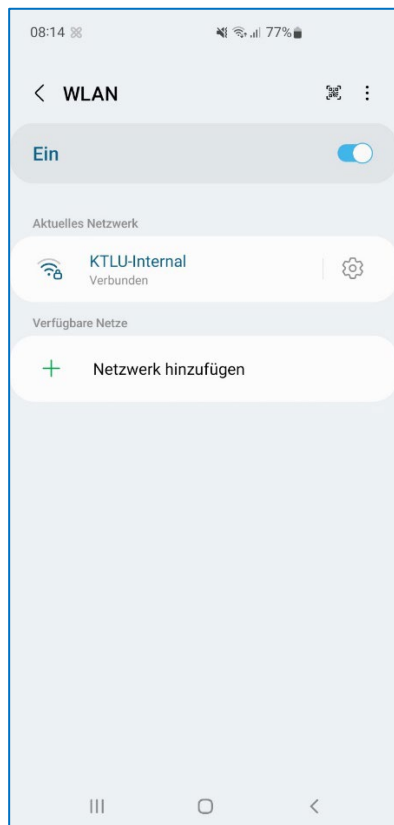 08:14 77%
WLAN
Ein
Aktuelles Netzwerk
KTLU-Internal
Verbunden
Verfügbare Netze
Netzwerk hinzufügen